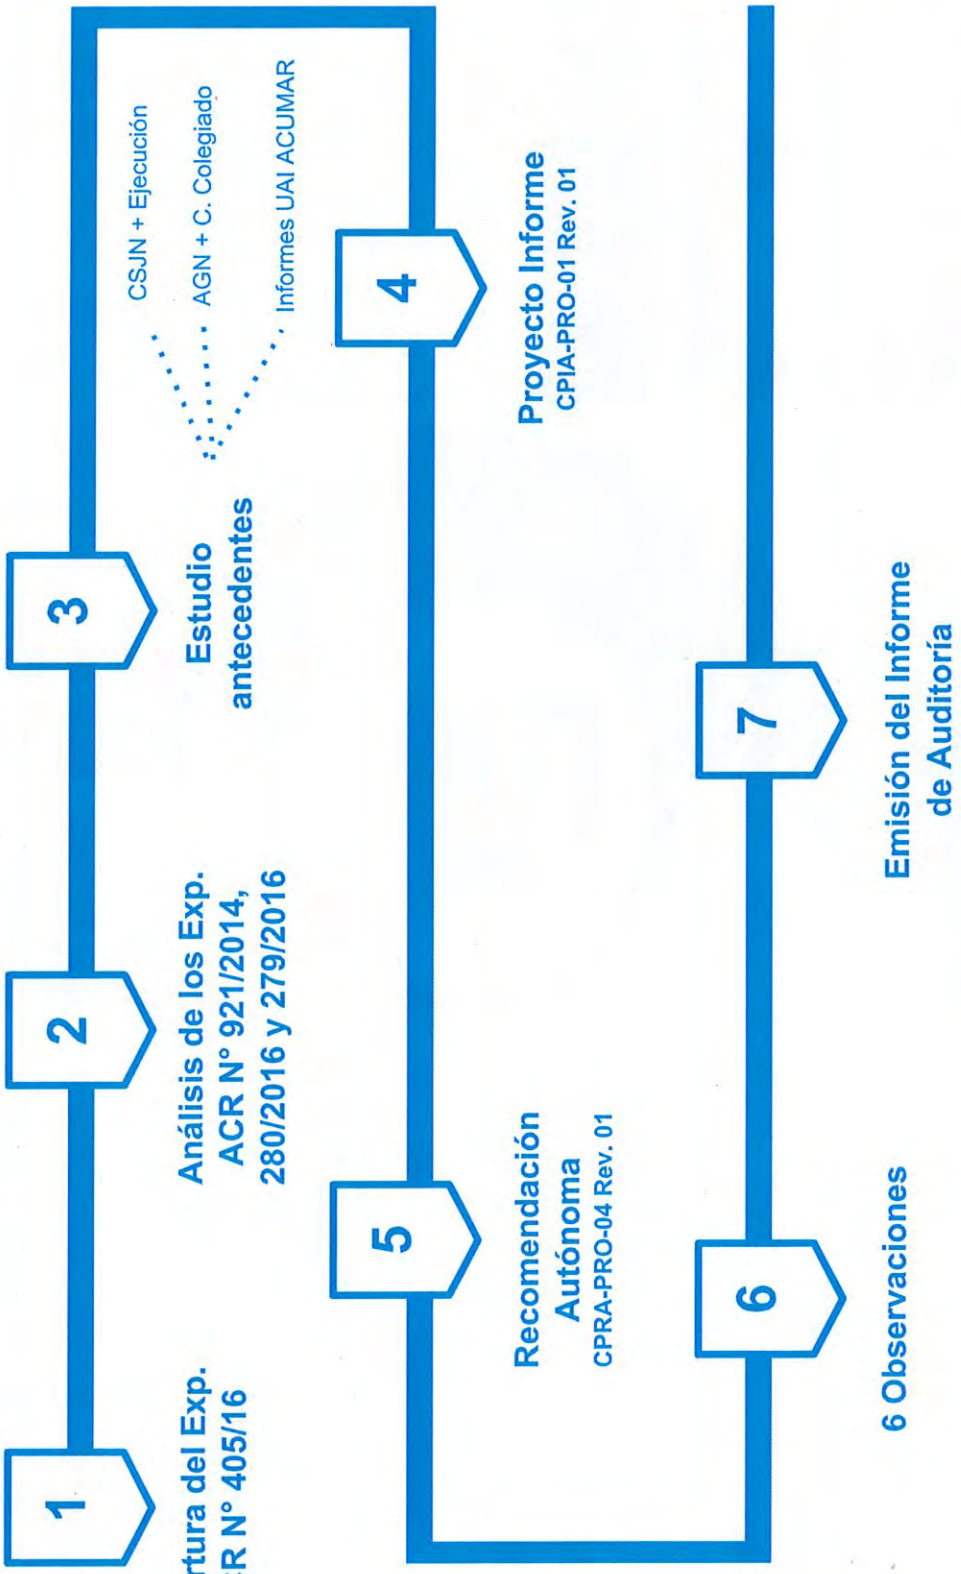 1
rtura del Exp.
R N° 405/16
2
Análisis de los Exp.
ACR N° 921/2014,
280/2016 y 279/2016
3
Estudio
antecedentes
CSJN + Ejecución
AGN + C. Colegiado
Informes UAI ACUMAR
4
Proyecto Informe
CPIA-PRO-01 Rev. 01
5
Recomendación
Autónoma
CPRA-PRO-04 Rev. 01
6
6 Observaciones
7
Emisión del Informe
de Auditoría